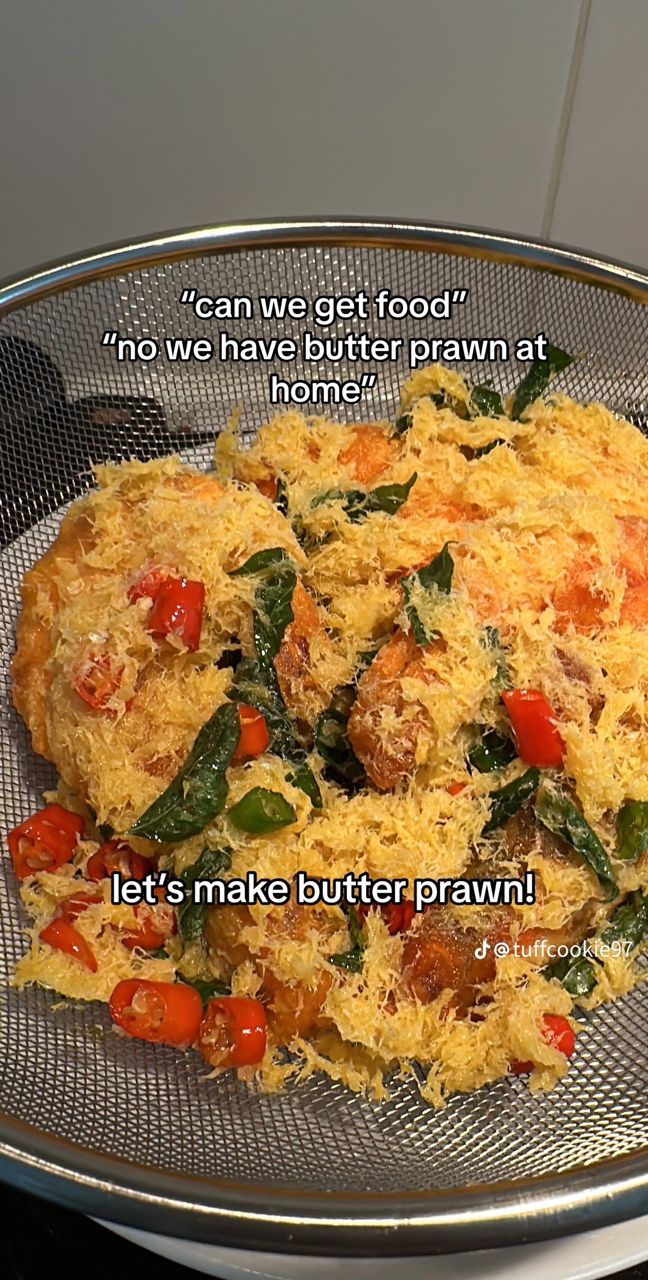 “can we get food”
“no we have butter prawn at
home”
let’s make butter prawn!
@tuffcookie97